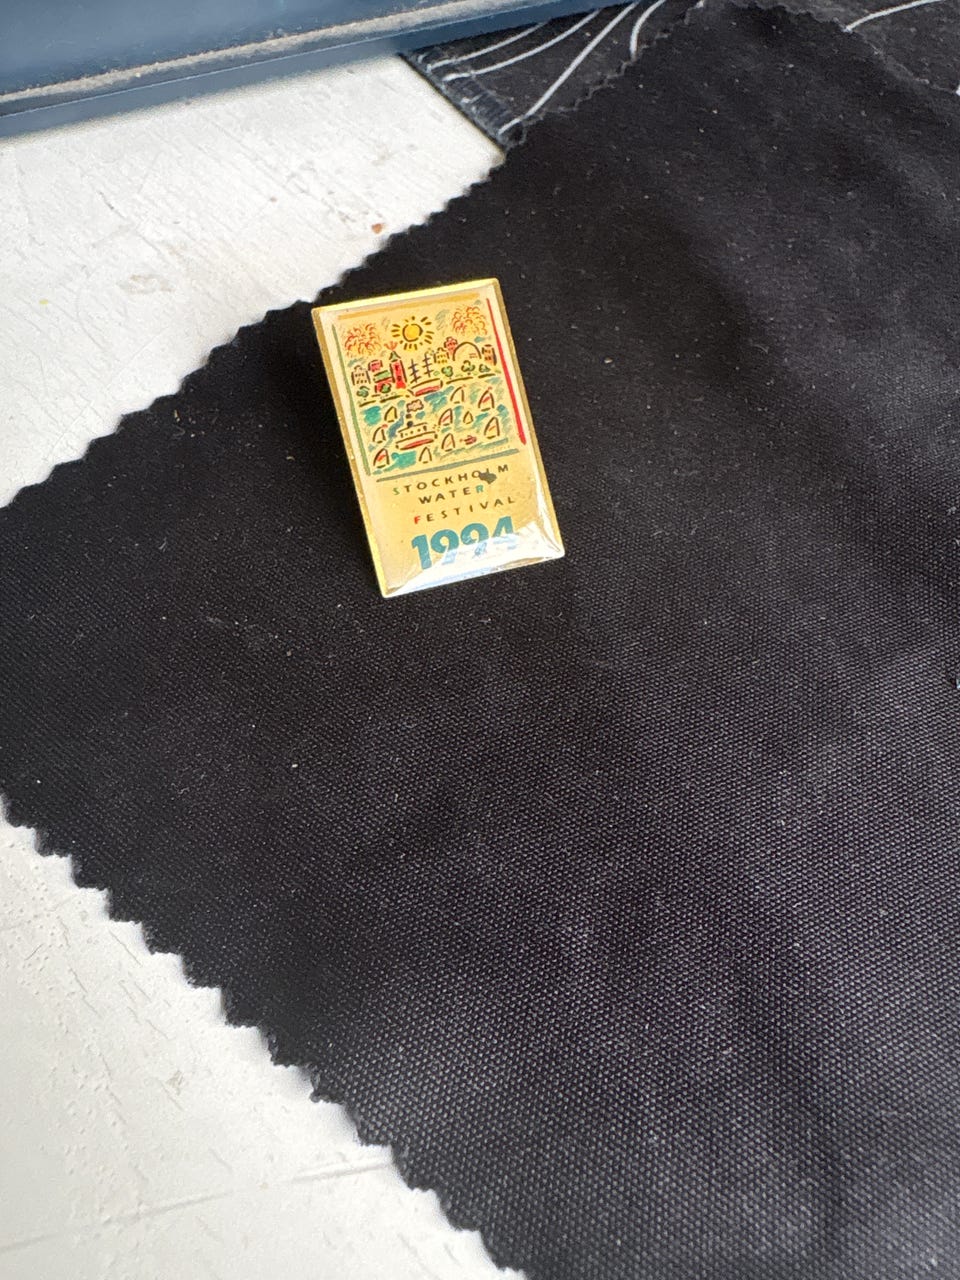 STOCKHOLM
WATER
FESTIVAL
1994